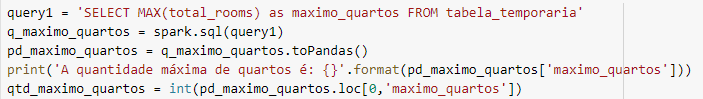 query1 = 'SELECT MAX(total_rooms) as maximo_quartos FROM tabela_temporaria'
q_maximo_quartos = spark.sql(query1)
pd_maximo_quartos = q_maximo_quartos.toPandas()
print('A quantidade máxima de quartos é: {}'.format(pd_maximo_quartos['maximo_quartos']))
qtd_maximo_quartos = int(pd_maximo_quartos.loc[0,'maximo_quartos'])